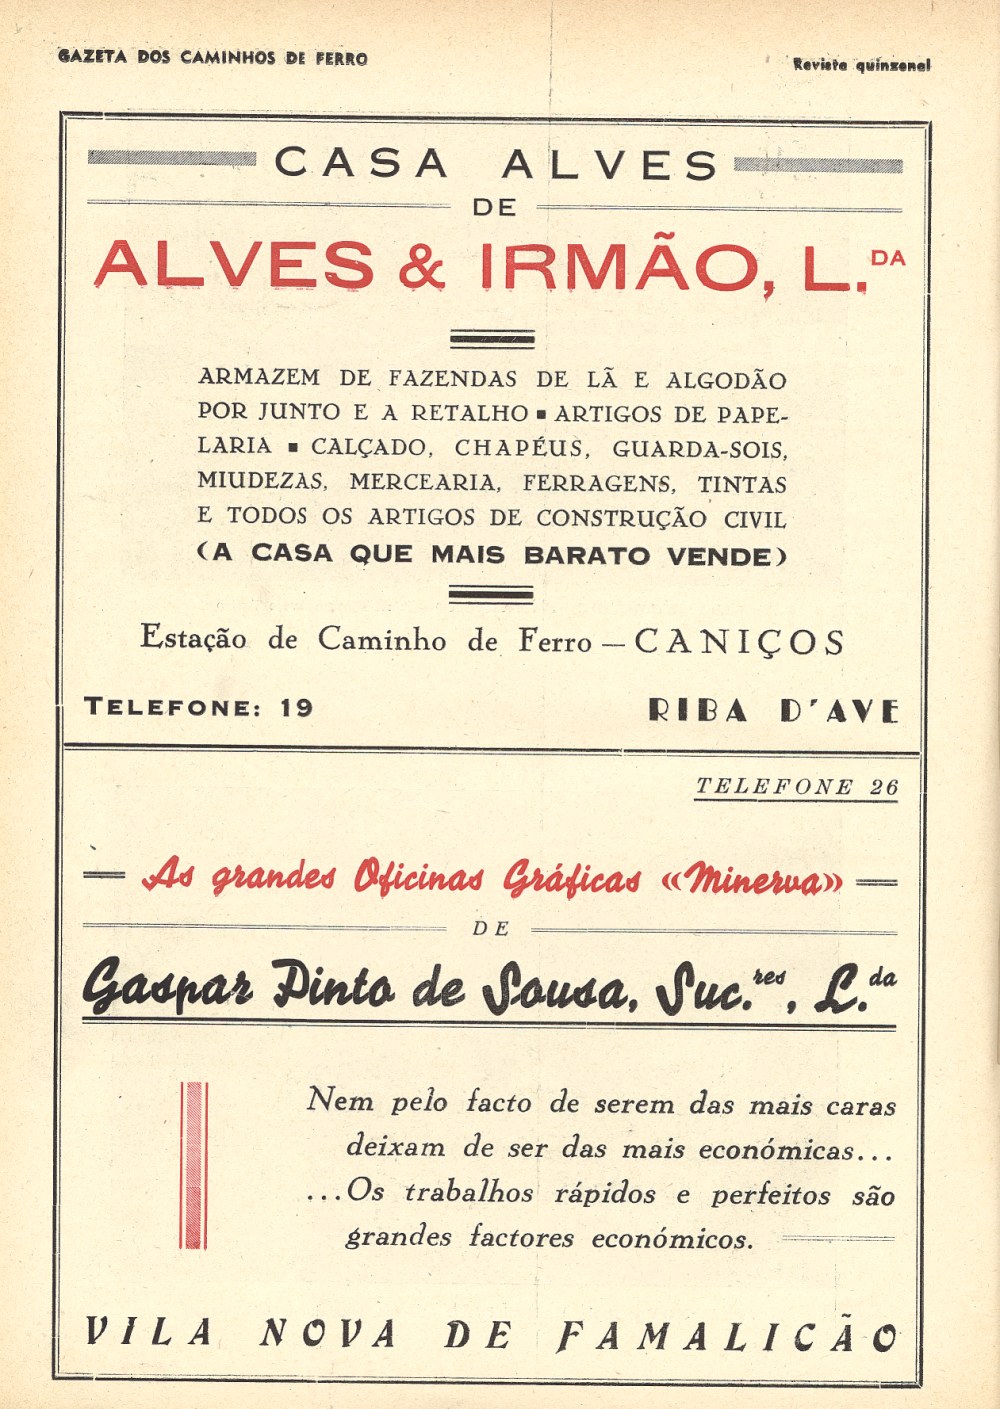 GAZETA DOS CAMINHOS DE FERRO
Revista quinzenal
CASA ALVES
DE
ALVES & IRMÃO, L.DA
ARMAZEM DE FAZENDAS DE LÃ E ALGODÃO
POR JUNTO E A RETALHO ▪ ARTIGOS DE PAPE-
LARIA ▪ CALÇADO, CHAPÉUS, GUARDA-SOIS,
MIUDEZAS, MERCEARIA, FERRAGENS, TINTAS
E TODOS OS ARTIGOS DE CONSTRUÇÃO CIVIL
(A CASA QUE MAIS BARATO VENDE)
Estação de Caminho de Ferro — CANIÇOS
TELEFONE: 19
RIBA D'AVE
TELEFONE 26
As grandes Oficinas Gráficas «Minerva»
DE
Gaspar Pinto de Sousa, Suc.res, L.da
Nem pelo facto de serem das mais caras
deixam de ser das mais económicas...
...Os trabalhos rápidos e perfeitos são
grandes factores económicos.
VILA NOVA DE FAMALICÃO